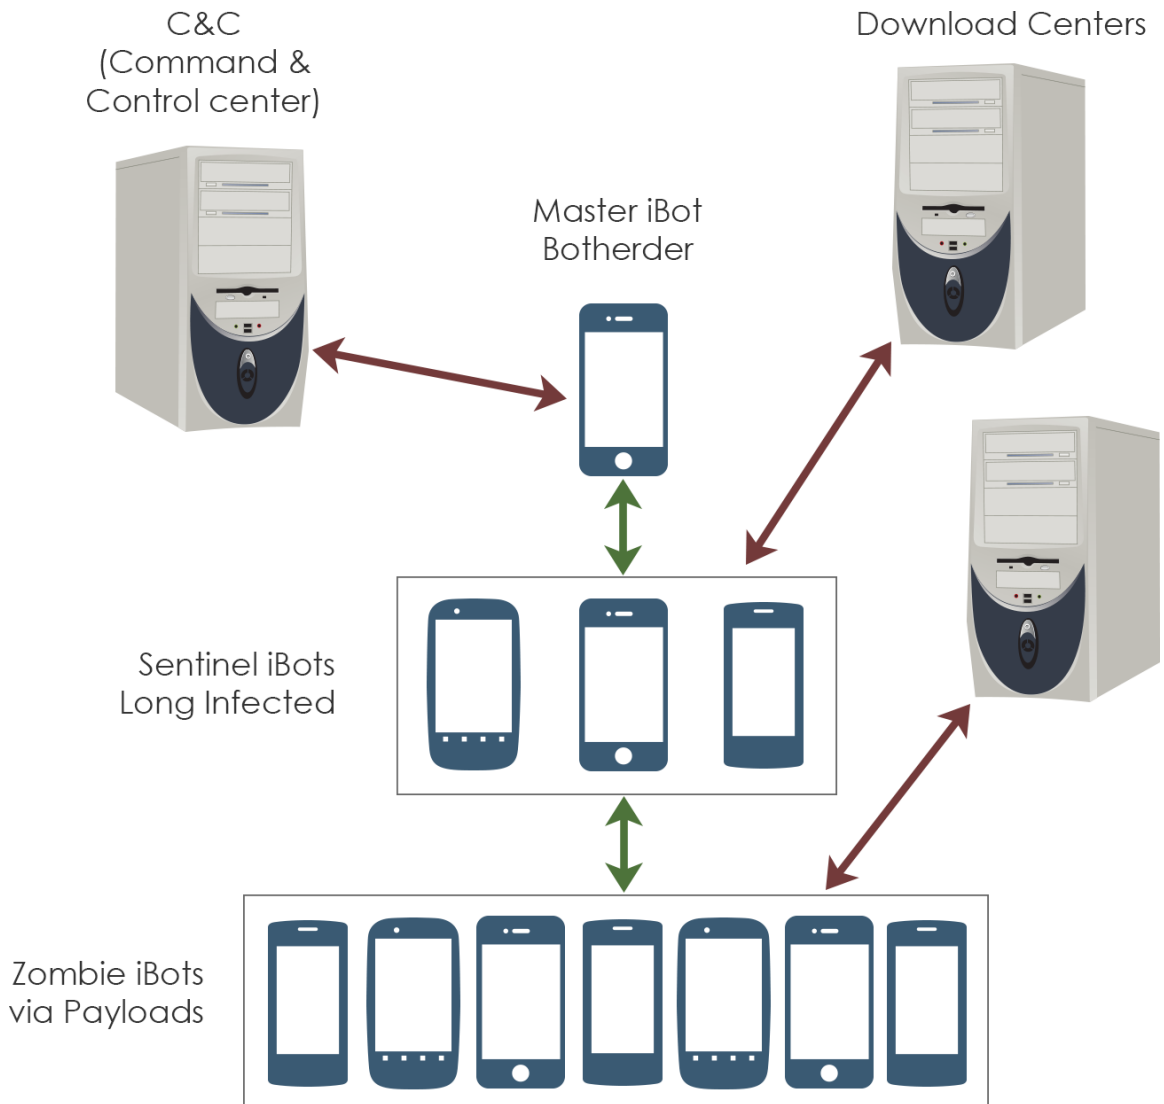 C&C
(Command &
Control center)
Download Centers
Master iBot
Botherder
Sentinel iBots
Long Infected
Zombie iBots
via Payloads